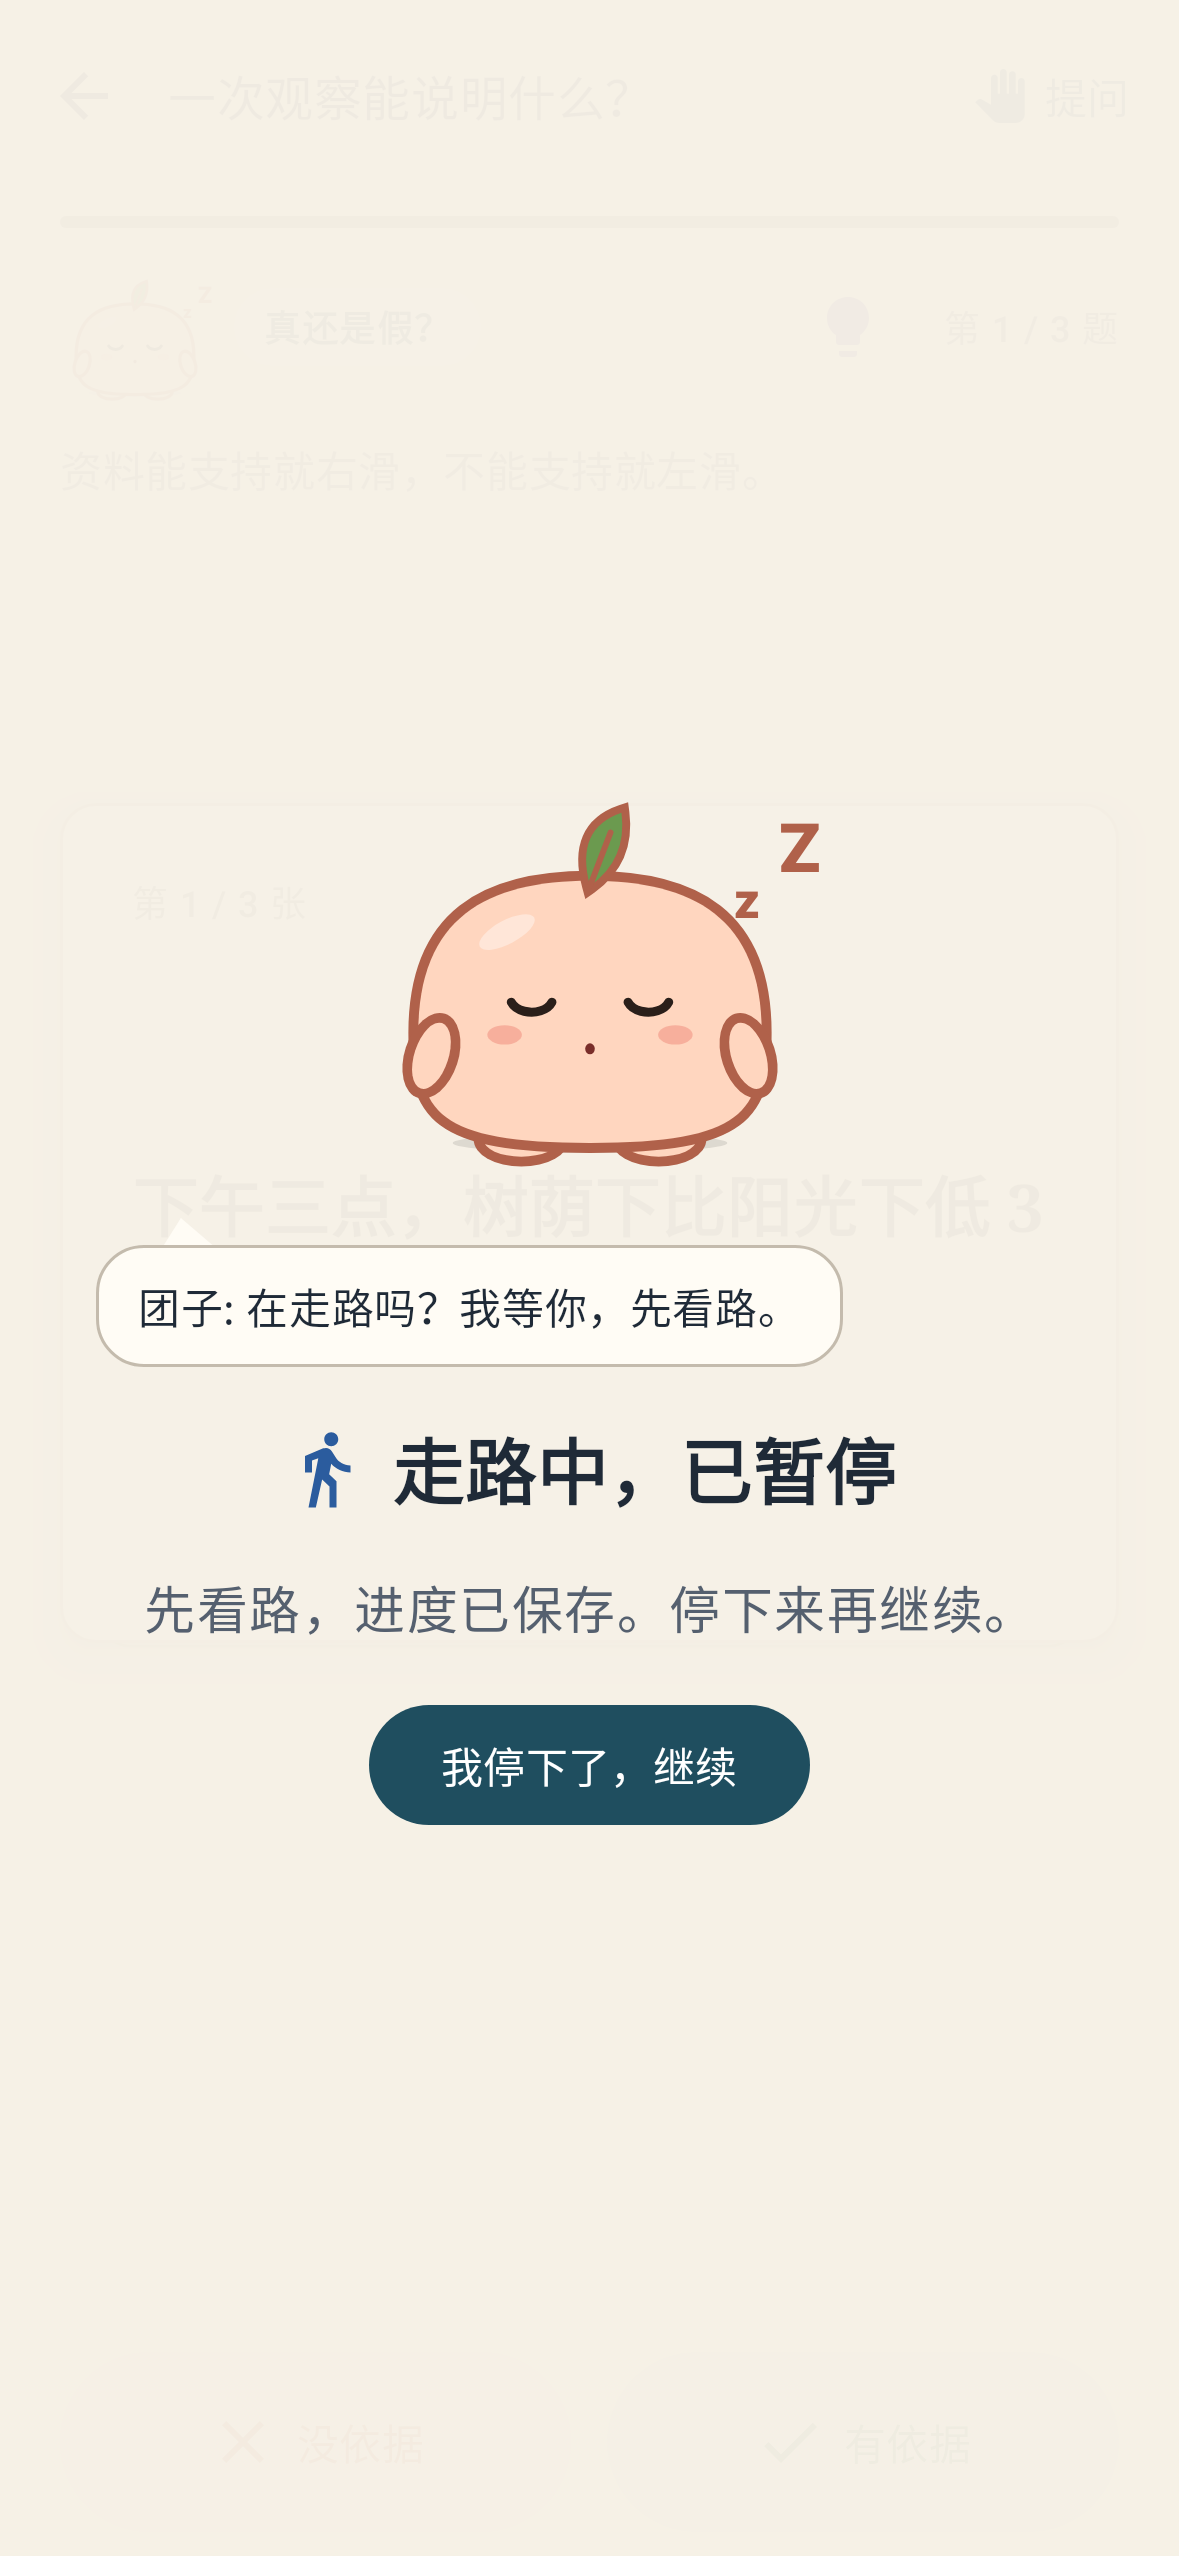 一次观察能说明什么？
提问
真还是假？
第 1 / 3 题
资料能支持就右滑，不能支持就左滑。
Z
z
第 1 / 3 张
下午三点，树荫下比阳光下低 3
团子: 在走路吗？我等你，先看路。
走路中，已暂停
先看路，进度已保存。停下来再继续。
我停下了，继续
没依据
有依据